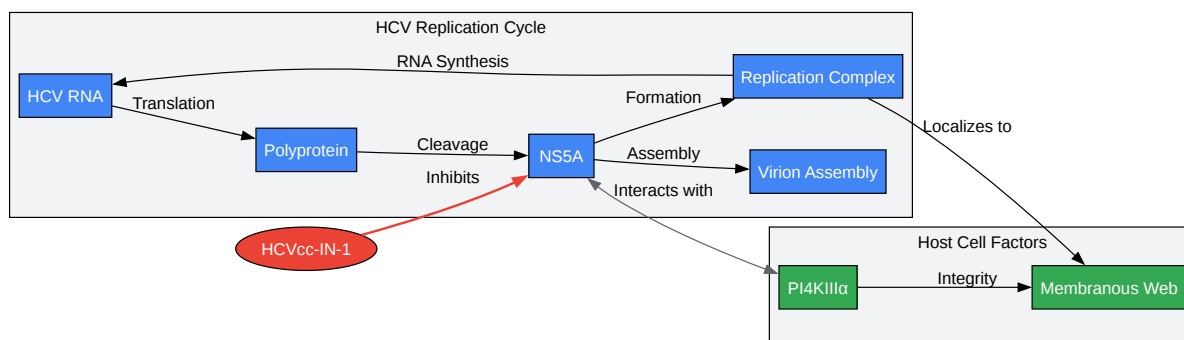 HCV Replication Cycle
RNA Synthesis
Replication Complex
HCV RNA
Translation
Formation
Localizes to
Polyprotein
Cleavage
NS5A
Assembly
Virion Assembly
Inhibits
Interacts with
HCVcc-IN-1
Host Cell Factors
PI4KIIIα
Integrity
Membranous Web